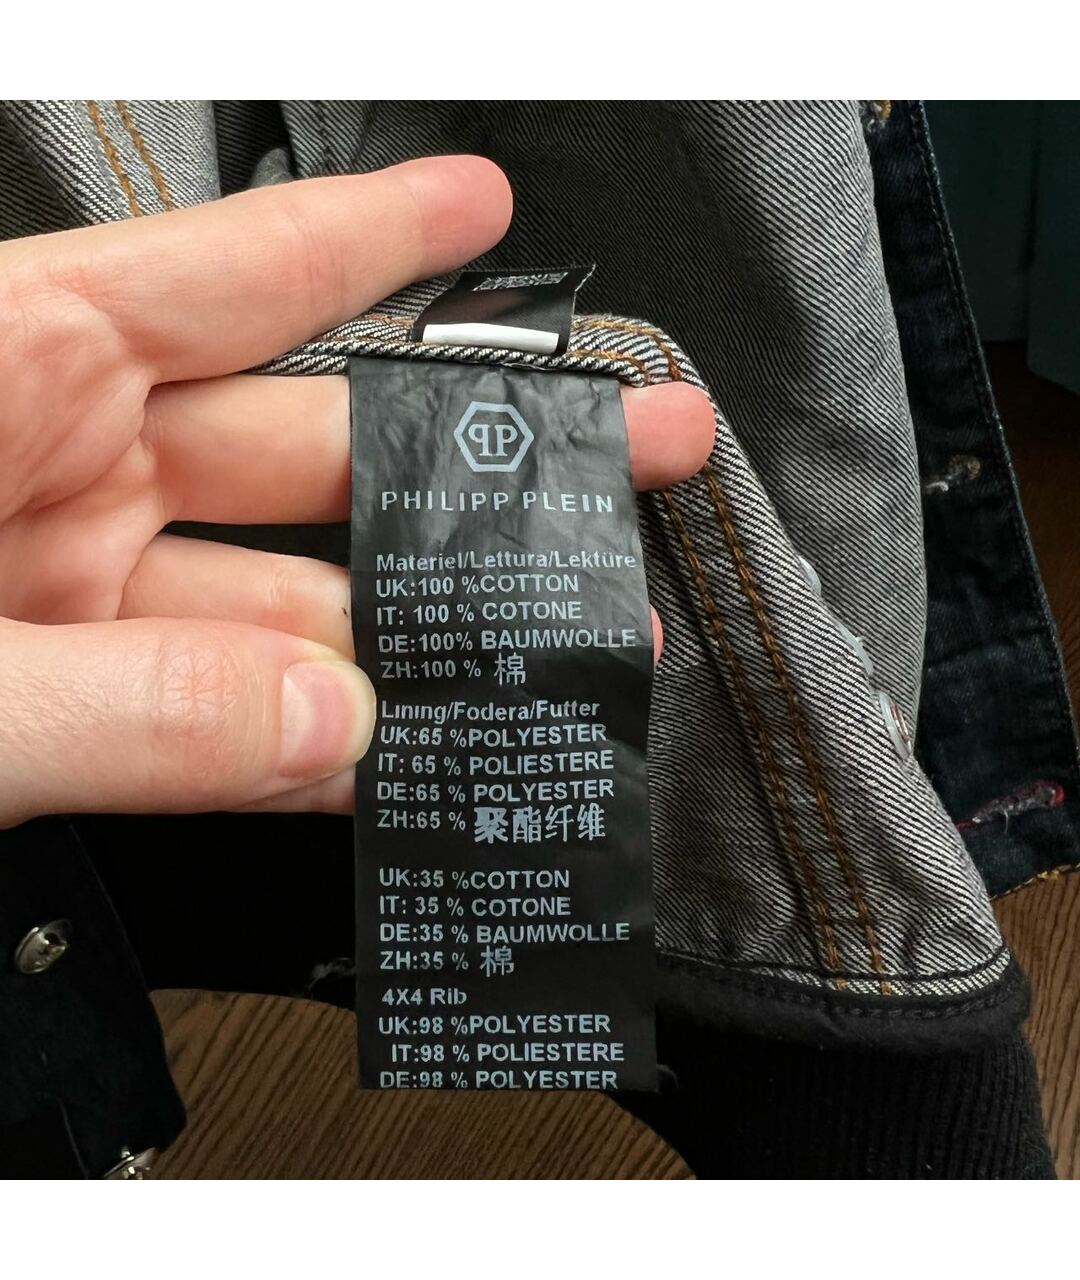 PP
PHILIPP PLEIN
Materiel/Lettura/Lektüre
UK:100 %COTTON
IT: 100 % COTONE
DE:100% BAUMWOLLE
ZH:100 % 棉
Lining/Fodera/Futter
UK:65 %POLYESTER
IT: 65 % POLIESTERE
DE:65 % POLYESTER
ZH:65 % 聚酯纤维
UK:35 %COTTON
IT: 35 % COTONE
DE:35 % BAUMWOLLE
ZH:35 % 棉
4X4 Rib
UK:98 %POLYESTER
IT:98 % POLIESTERE
DE:98 % POLYESTER